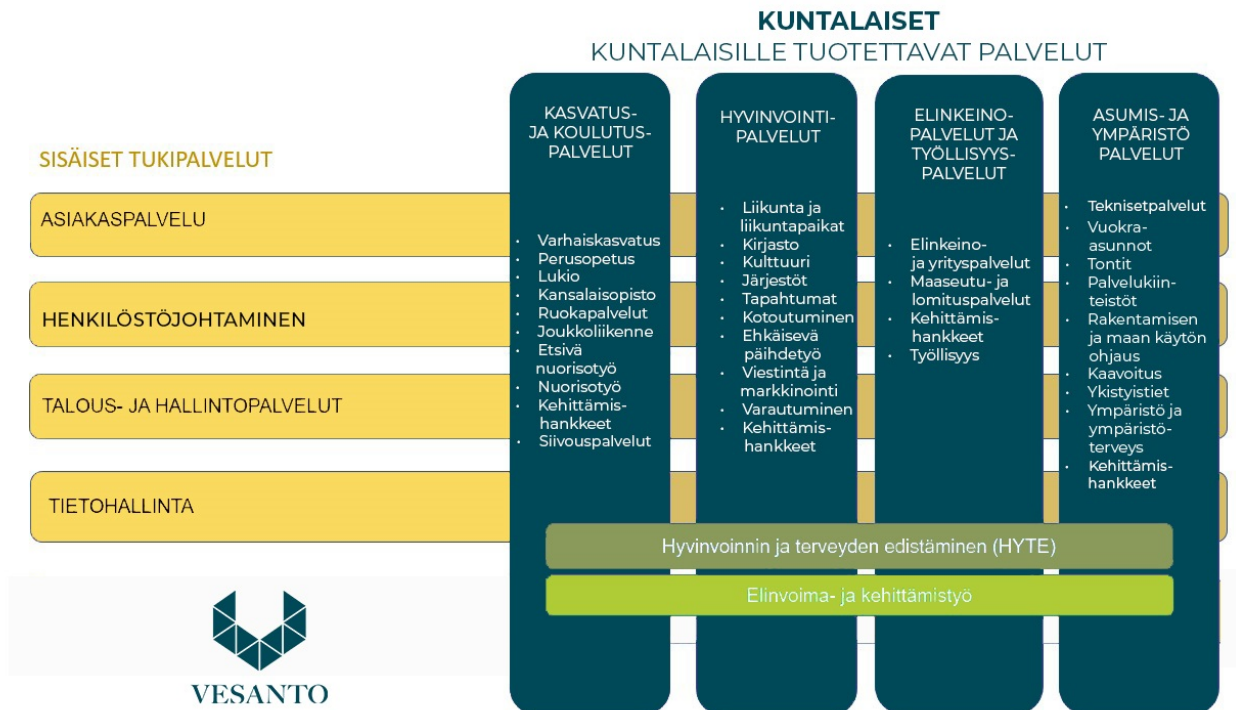 KUNTALAISET
KUNTALAISILLE TUOTETTAVAT PALVELUT
SISÄISET TUKIPALVELUT
ASIAKASPALVELU
HENKILÖSTÖJOHTAMINEN
TALOUS- JA HALLINTOPALVELUT
TIETOHALLINTA
KASVATUS-
JA KOULUTUS-
PALVELUT
• Varhaiskasvatus
• Perusopetus
• Lukio
• Kansalaisopisto
• Ruokapalvelut
• Joukkoliikenne
• Etsivä
nuorisotyö
• Nuorisotyö
• Kehittämis-
hankkeet
• Siivouspalvelut
HYVINVOINTI-
PALVELUT
• Liikunta ja
liikuntapaikat
• Kirjasto
• Kulttuuri
• Järjestöt
• Tapahtumat
• Kotoutuminen
• Ehkäisevä
päihdetyö
• Viestintä ja
markkinointi
• Varautuminen
• Kehittämis-
hankkeet
ELINKEINO-
PALVELUT JA
TYÖLLISYYS-
PALVELUT
• Elinkeino-
ja yrityspalvelut
• Maaseutu- ja
lomituspalvelut
• Kehittämis-
hankkeet
• Työllisyys
ASUMIS- JA
YMPÄRISTÖ
PALVELUT
• Teknisetpalvelut
• Vuokra-
asunnot
• Tontit
• Palvelukiin-
teistöt
• Rakentamisen
ja maan käytön
ohjaus
• Kaavoitus
• Ykistyistiet
• Ympäristö ja
ympäristö-
terveys
• Kehittämis-
hankkeet
Hyvinvoinnin ja terveyden edistäminen (HYTE)
Elinvoima- ja kehittämistyö
VESANTO